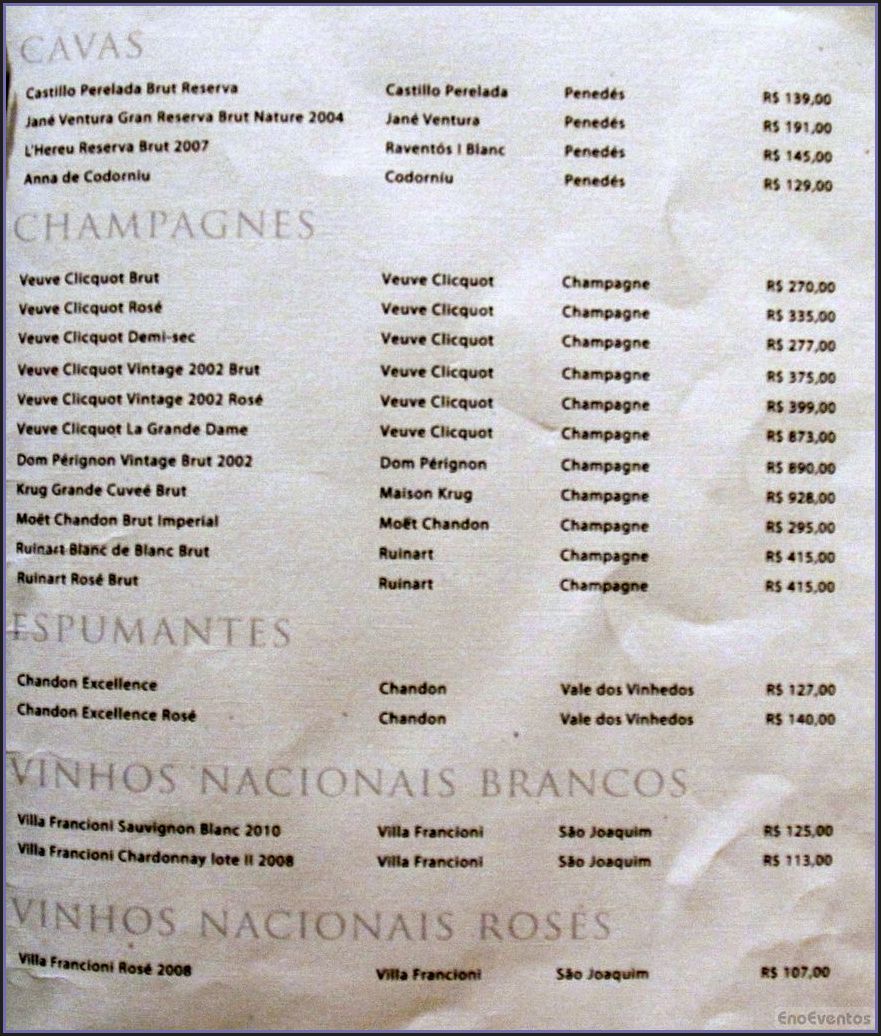 CAVAS
Castillo Perelada Brut Reserva Castillo Perelada Penedés R$ 139,00
Jané Ventura Gran Reserva Brut Nature 2004 Jané Ventura Penedés R$ 191,00
L'Hereu Reserva Brut 2007 Raventós I Blanc Penedés R$ 145,00
Anna de Codorniu Codorníu Penedés R$ 129,00
CHAMPAGNES
Veuve Clicquot Brut Veuve Clicquot Champagne R$ 270,00
Veuve Clicquot Rosé Veuve Clicquot Champagne R$ 335,00
Veuve Clicquot Demi-sec Veuve Clicquot Champagne R$ 277,00
Veuve Clicquot Vintage 2002 Brut Veuve Clicquot Champagne R$ 375,00
Veuve Clicquot Vintage 2002 Rosé Veuve Clicquot Champagne R$ 399,00
Veuve Clicquot La Grande Dame Veuve Clicquot Champagne R$ 873,00
Dom Pérignon Vintage Brut 2002 Dom Pérignon Champagne R$ 890,00
Krug Grande Cuveé Brut Maison Krug Champagne R$ 928,00
Moët Chandon Brut Imperial Moët Chandon Champagne R$ 295,00
Ruinart Blanc de Blanc Brut Ruinart Champagne R$ 415,00
Ruinart Rosé Brut Ruinart Champagne R$ 415,00
ESPUMANTES
Chandon Excellence Chandon Vale dos Vinhedos R$ 127,00
Chandon Excellence Rosé Chandon Vale dos Vinhedos R$ 140,00
VINHOS NACIONAIS BRANCOS
Villa Francioni Sauvignon Blanc 2010 Villa Francioni São Joaquim R$ 125,00
Villa Francioni Chardonnay lote II 2008 Villa Francioni São Joaquim R$ 113,00
VINHOS NACIONAIS ROSÉS
Villa Francioni Rosé 2008 Villa Francioni São Joaquim R$ 107,00
EnoEventos